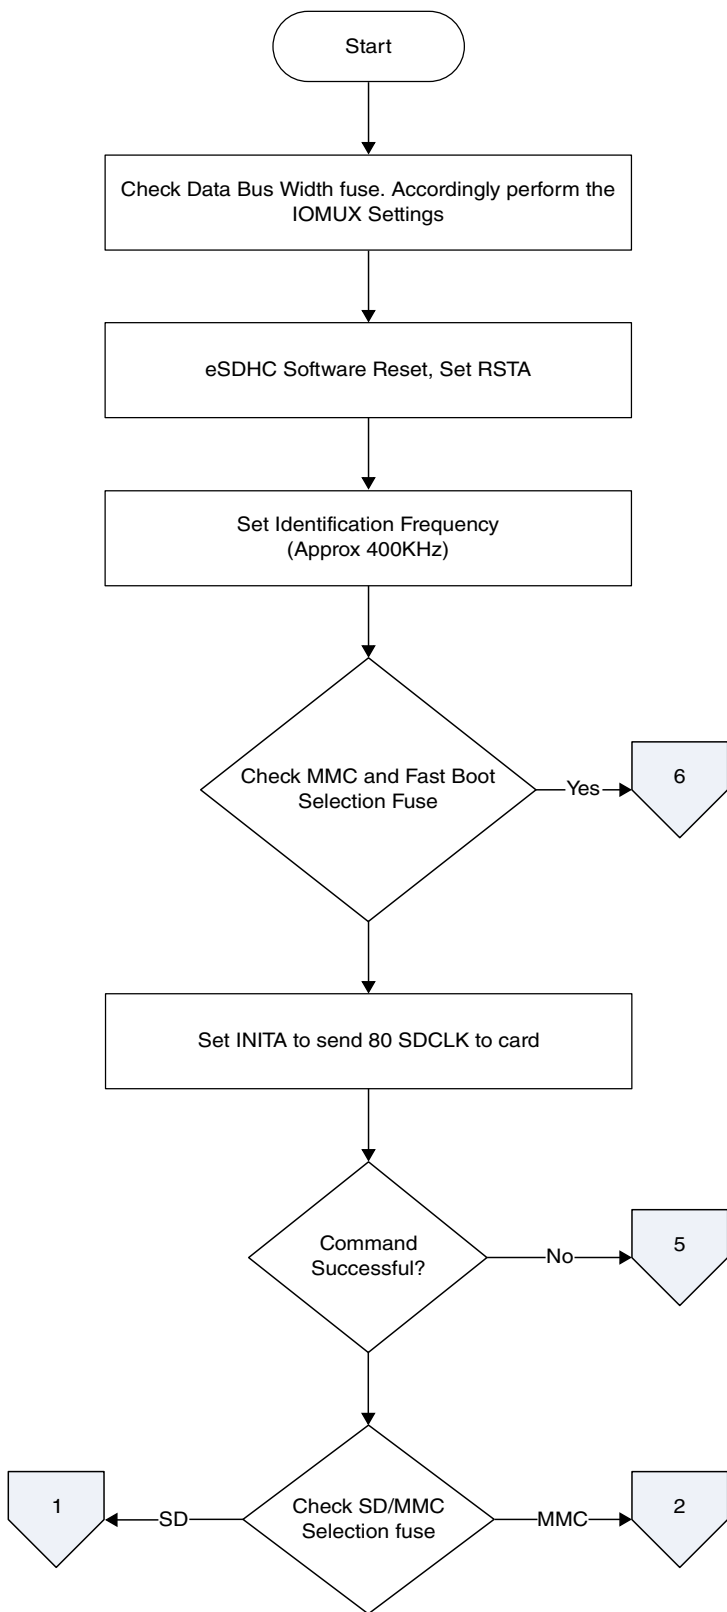 Start
Check Data Bus Width fuse. Accordingly perform the
IOMUX Settings
eSDHC Software Reset, Set RSTA
Set Identification Frequency
(Approx 400KHz)
Check MMC and Fast Boot
Selection Fuse
Yes
6
Set INITA to send 80 SDCLK to card
Command
Successful?
No
5
1
SD
Check SD/MMC
Selection fuse
MMC
2